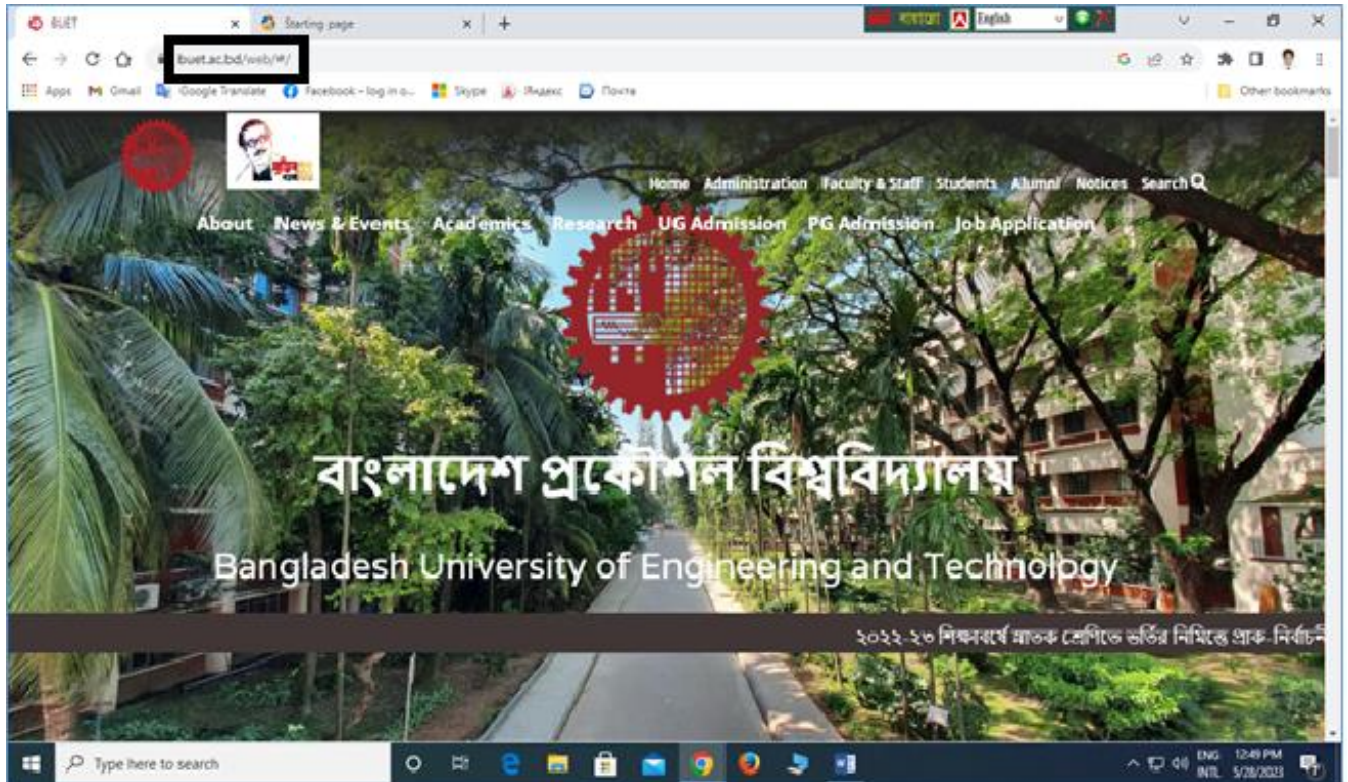 BUET
Starting page
English
buet.ac.bd/web/#/
Apps Gmail Google Translate Facebook – log in o... Skype Яндекс Почта Other bookmarks
Home Administration Faculty & Staff Students Alumni Notices Search
About News & Events Academics Research UG Admission PG Admission Job Application
বাংলাদেশ প্রকৌশল বিশ্ববিদ্যালয়
Bangladesh University of Engineering and Technology
২০২২-২৩ শিক্ষাবর্ষে স্নাতক শ্রেণিতে ভর্তির নিমিত্তে প্রাক-নির্বাচনী
Type here to search
ENG 12:49 PM
INTL 5/28/2023